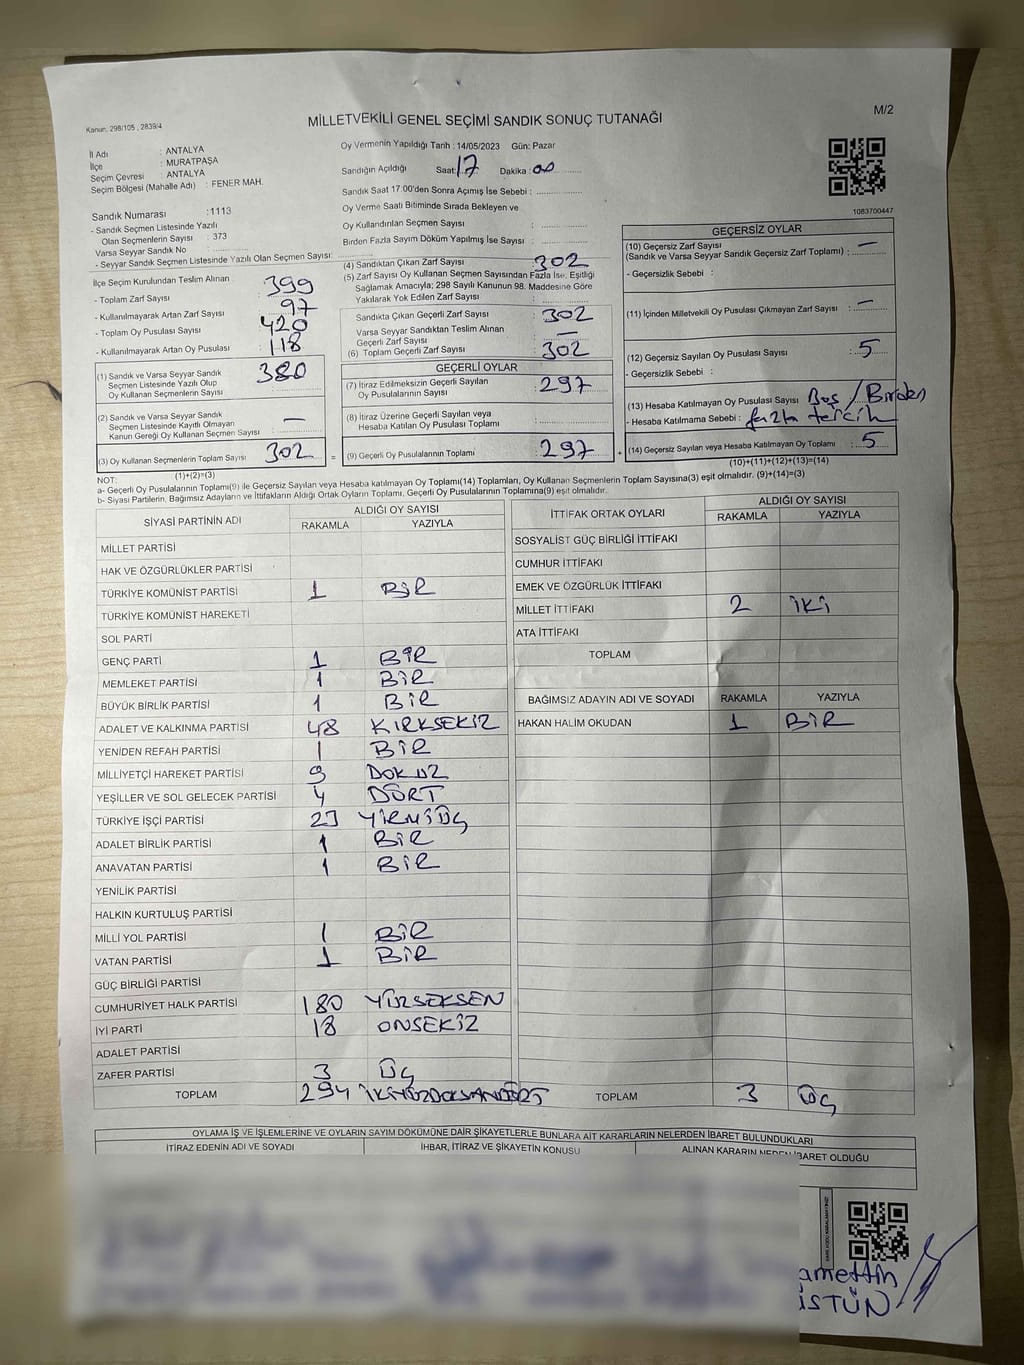 M/2
Kanun: 298/105 , 2839/4
MİLLETVEKİLİ GENEL SEÇİMİ SANDIK SONUÇ TUTANAĞI
İl Adı : ANTALYA
İlçe : MURATPAŞA
Seçim Çevresi : ANTALYA
Seçim Bölgesi (Mahalle Adı) : FENER MAH.
Oy Vermenin Yapıldığı Tarih : 14/05/2023 Gün: Pazar
Sandığın Açıldığı Saat: 17 Dakika : 00
Sandık Saat 17:00'den Sonra Açımış İse Sebebi :
Oy Verme Saati Bitiminde Sırada Bekleyen ve
Oy Kullandırılan Seçmen Sayısı :
Birden Fazla Sayım Döküm Yapılmış İse Sayısı :
1083700447
Sandık Numarası : 1113
- Sandık Seçmen Listesinde Yazılı
Olan Seçmenlerin Sayısı : 373
Varsa Seyyar Sandık No :
- Seyyar Sandık Seçmen Listesinde Yazılı Olan Seçmen Sayısı:
İlçe Seçim Kurulundan Teslim Alınan
- Toplam Zarf Sayısı : 399
- Kullanılmayarak Artan Zarf Sayısı : 97
- Toplam Oy Pusulası Sayısı : 420
- Kullanılmayarak Artan Oy Pusulası : 118
(1) Sandık ve Varsa Seyyar Sandık
Seçmen Listesinde Yazılı Olup
Oy Kullanan Seçmenlerin Sayısı : 380
(2) Sandık ve Varsa Seyyar Sandık
Seçmen Listesinde Kayıtlı Olmayan
Kanun Gereği Oy Kullanan Seçmen Sayısı : —
(3) Oy Kullanan Seçmenlerin Toplam Sayısı : 302
(1)+(2)=(3)
(4) Sandıktan Çıkan Zarf Sayısı : 302
(5) Zarf Sayısı Oy Kullanan Seçmen Sayısından Fazla İse, Eşitliği
Sağlamak Amacıyla; 298 Sayılı Kanunun 98. Maddesine Göre
Yakılarak Yok Edilen Zarf Sayısı :
Sandıkta Çıkan Geçerli Zarf Sayısı : 302
Varsa Seyyar Sandıktan Teslim Alınan
Geçerli Zarf Sayısı : —
(6) Toplam Geçerli Zarf Sayısı : 302
GEÇERLİ OYLAR
(7) İtiraz Edilmeksizin Geçerli Sayılan
Oy Pusulalarının Sayısı : 297
(8) İtiraz Üzerine Geçerli Sayılan veya
Hesaba Katılan Oy Pusulası Toplamı :
= (9) Geçerli Oy Pusulalarının Toplamı : 297 +
GEÇERSİZ OYLAR
(10) Geçersiz Zarf Sayısı
(Sandık ve Varsa Seyyar Sandık Geçersiz Zarf Toplamı) : —
- Geçersizlik Sebebi :
(11) İçinden Milletvekili Oy Pusulası Çıkmayan Zarf Sayısı : —
(12) Geçersiz Sayılan Oy Pusulası Sayısı : 5
- Geçersizlik Sebebi :
(13) Hesaba Katılmayan Oy Pusulası Sayısı : Boş / Birden
- Hesaba Katılmama Sebebi : fazla tercih
(14) Geçersiz Sayılan veya Hesaba Katılmayan Oy Toplamı : 5
(10)+(11)+(12)+(13)=(14)
NOT:
a- Geçerli Oy Pusulalarının Toplamı(9) ile Geçersiz Sayılan veya Hesaba Katılmayan Oy Toplamı(14) Toplamları, Oy Kullanan Seçmenlerin Toplam Sayısına(3) eşit olmalıdır. (9)+(14)=(3)
b- Siyasi Partilerin, Bağımsız Adayların ve İttifakların Aldığı Ortak Oyların Toplamı, Geçerli Oy Pusulalarının Toplamına(9) eşit olmalıdır.
SİYASİ PARTİNİN ADI ALDIĞI OY SAYISI
RAKAMLA YAZIYLA
MİLLET PARTİSİ
HAK VE ÖZGÜRLÜKLER PARTİSİ
TÜRKİYE KOMÜNİST PARTİSİ 1 BİR
TÜRKİYE KOMÜNİST HAREKETİ
SOL PARTİ
GENÇ PARTİ 1 BİR
MEMLEKET PARTİSİ 1 BİR
BÜYÜK BİRLİK PARTİSİ 1 BİR
ADALET VE KALKINMA PARTİSİ 48 KIRKSEKİZ
YENİDEN REFAH PARTİSİ 1 BİR
MİLLİYETÇİ HAREKET PARTİSİ 9 DOKUZ
YEŞİLLER VE SOL GELECEK PARTİSİ 4 DÖRT
TÜRKİYE İŞÇİ PARTİSİ 23 YİRMİÜÇ
ADALET BİRLİK PARTİSİ 1 BİR
ANAVATAN PARTİSİ 1 BİR
YENİLİK PARTİSİ
HALKIN KURTULUŞ PARTİSİ
MİLLİ YOL PARTİSİ 1 BİR
VATAN PARTİSİ 1 BİR
GÜÇ BİRLİĞİ PARTİSİ
CUMHURİYET HALK PARTİSİ 180 YÜZSEKSEN
İYİ PARTİ 18 ONSEKİZ
ADALET PARTİSİ
ZAFER PARTİSİ 3 ÜÇ
TOPLAM 294 İKİYÜZDOKSANDÖRT
İTTİFAK ORTAK OYLARI ALDIĞI OY SAYISI
RAKAMLA YAZIYLA
SOSYALİST GÜÇ BİRLİĞİ İTTİFAKI
CUMHUR İTTİFAKI
EMEK VE ÖZGÜRLÜK İTTİFAKI
MİLLET İTTİFAKI 2 İKİ
ATA İTTİFAKI
TOPLAM
BAĞIMSIZ ADAYIN ADI VE SOYADI RAKAMLA YAZIYLA
HAKAN HALİM OKUDAN 1 BİR
TOPLAM 3 ÜÇ
OYLAMA İŞ VE İŞLEMLERİNE VE OYLARIN SAYIM DÖKÜMÜNE DAİR ŞİKAYETLERLE BUNLARA AİT KARARLARIN NELERDEN İBARET BULUNDUKLARI
İTİRAZ EDENİN ADI VE SOYADI İHBAR, İTİRAZ VE ŞİKAYETİN KONUSU ALINAN KARARIN NEDEN İBARET OLDUĞU
amettin
ÜSTÜN